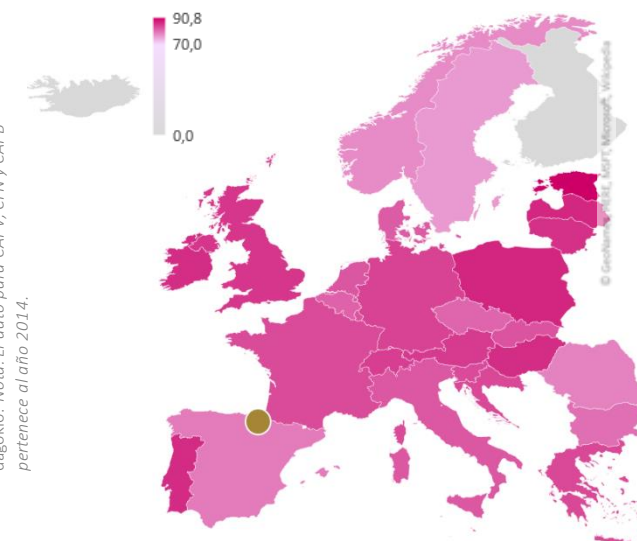 90,8
70,0
0,0
© GeoNames, HERE, MSFT, Microsoft, Wikipedia
dagokio. Nota: El dato para CAPV, CFN y CAPB
pertenece al año 2014.